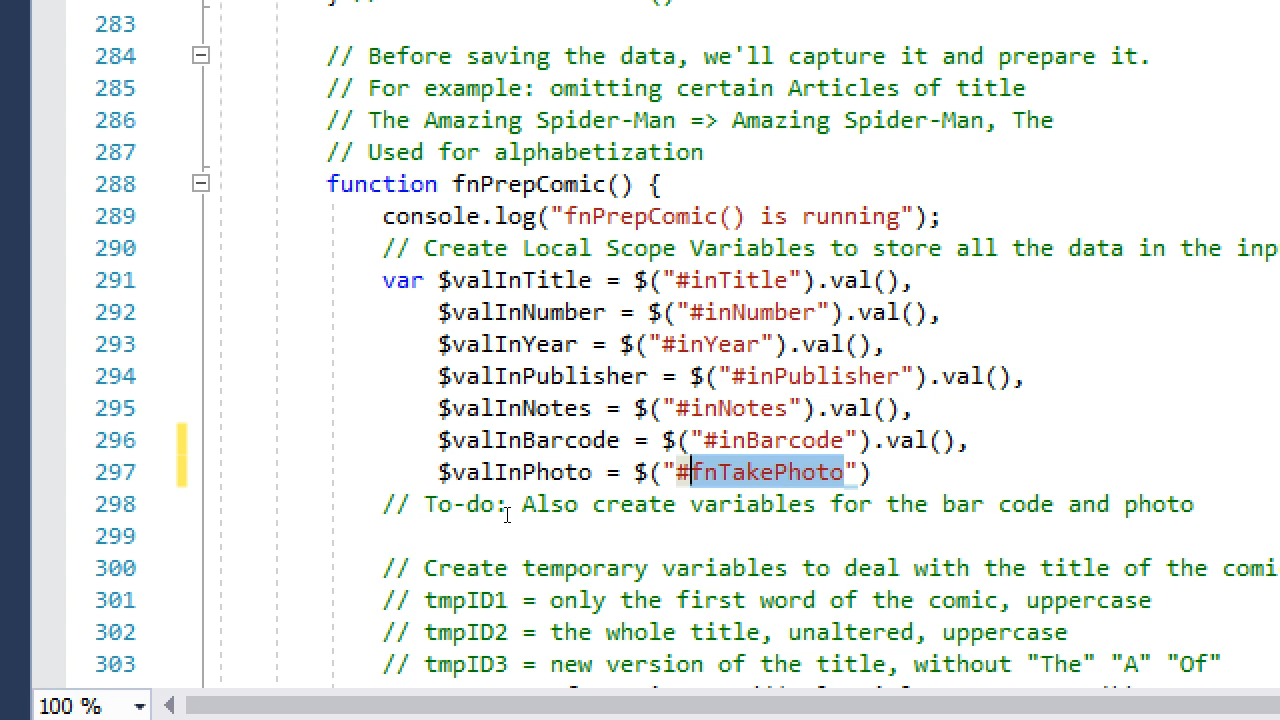 283
284 // Before saving the data, we'll capture it and prepare it.
285 // For example: omitting certain Articles of title
286 // The Amazing Spider-Man => Amazing Spider-Man, The
287 // Used for alphabetization
288 function fnPrepComic() {
289 console.log("fnPrepComic() is running");
290 // Create Local Scope Variables to store all the data in the inp
291 var $valInTitle = $("#inTitle").val(),
292 $valInNumber = $("#inNumber").val(),
293 $valInYear = $("#inYear").val(),
294 $valInPublisher = $("#inPublisher").val(),
295 $valInNotes = $("#inNotes").val(),
296 $valInBarcode = $("#inBarcode").val(),
297 $valInPhoto = $("#fnTakePhoto")
298 // To-do: Also create variables for the bar code and photo
299
300 // Create temporary variables to deal with the title of the comi
301 // tmpID1 = only the first word of the comic, uppercase
302 // tmpID2 = the whole title, unaltered, uppercase
303 // tmpID3 = new version of the title, without "The" "A" "Of"
100 %